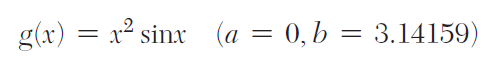 g(x) = x² sinx (a = 0, b = 3.14159)